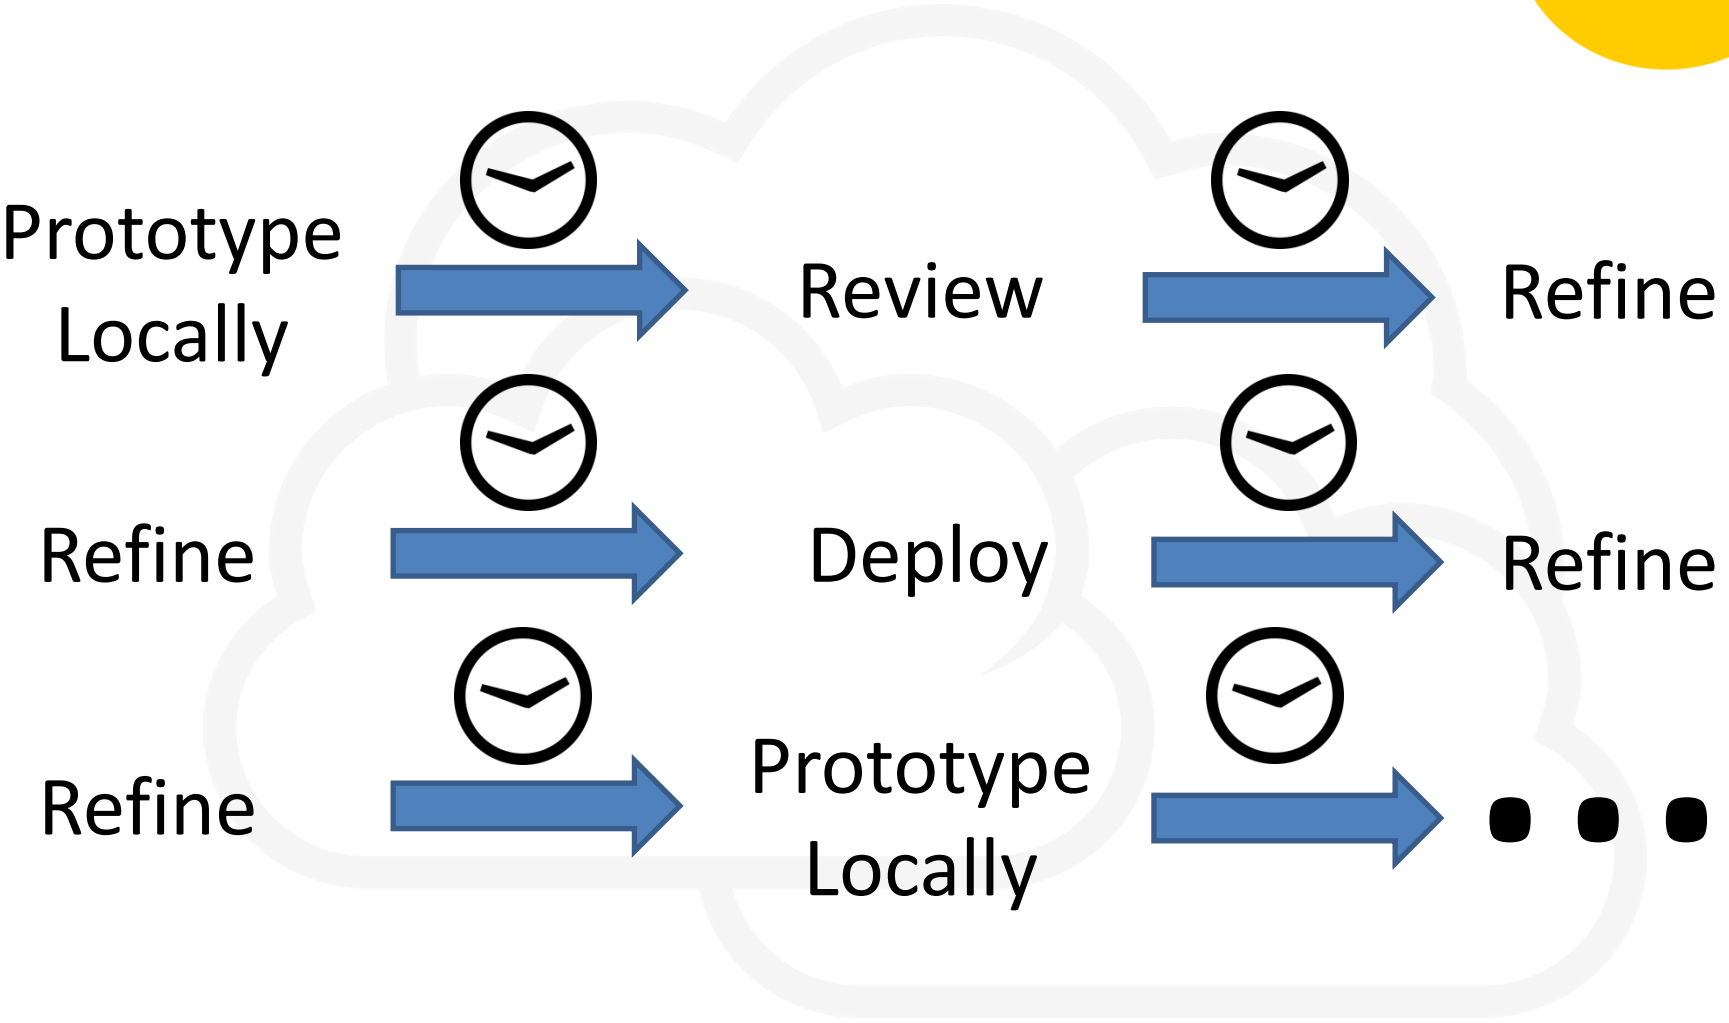 Prototype
Locally
Review
Refine
Refine
Deploy
Refine
Refine
Prototype
Locally
...